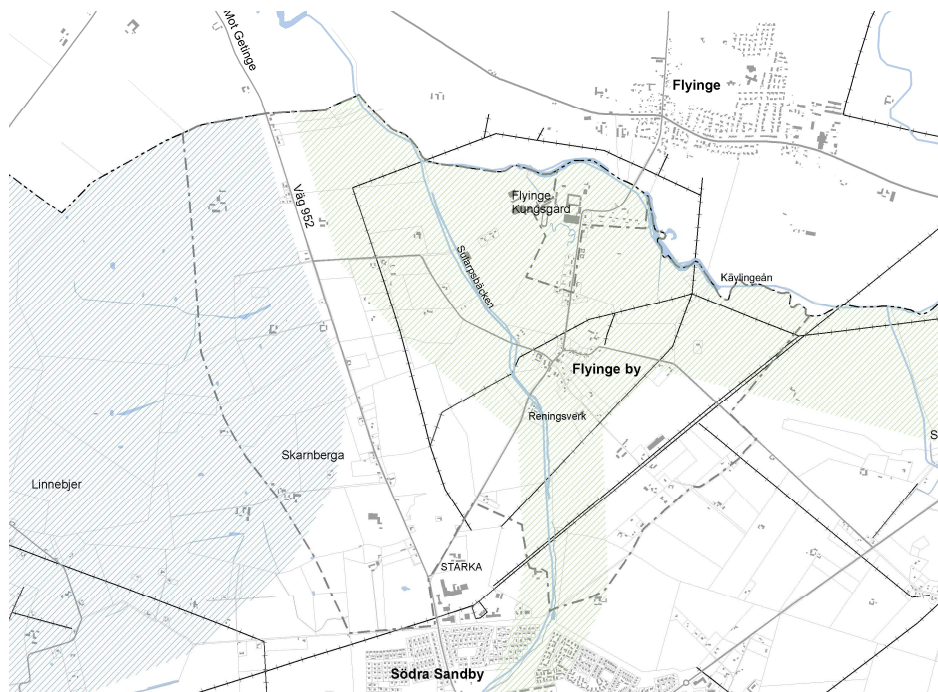 Mot Getinge
Flyinge
Väg 952
Flyinge
Kungsgård
Sularpsbäcken
Kävlingeån
Flyinge by
Reningsverk
S
Skarnberga
Linnebjer
STARKA
Södra Sandby